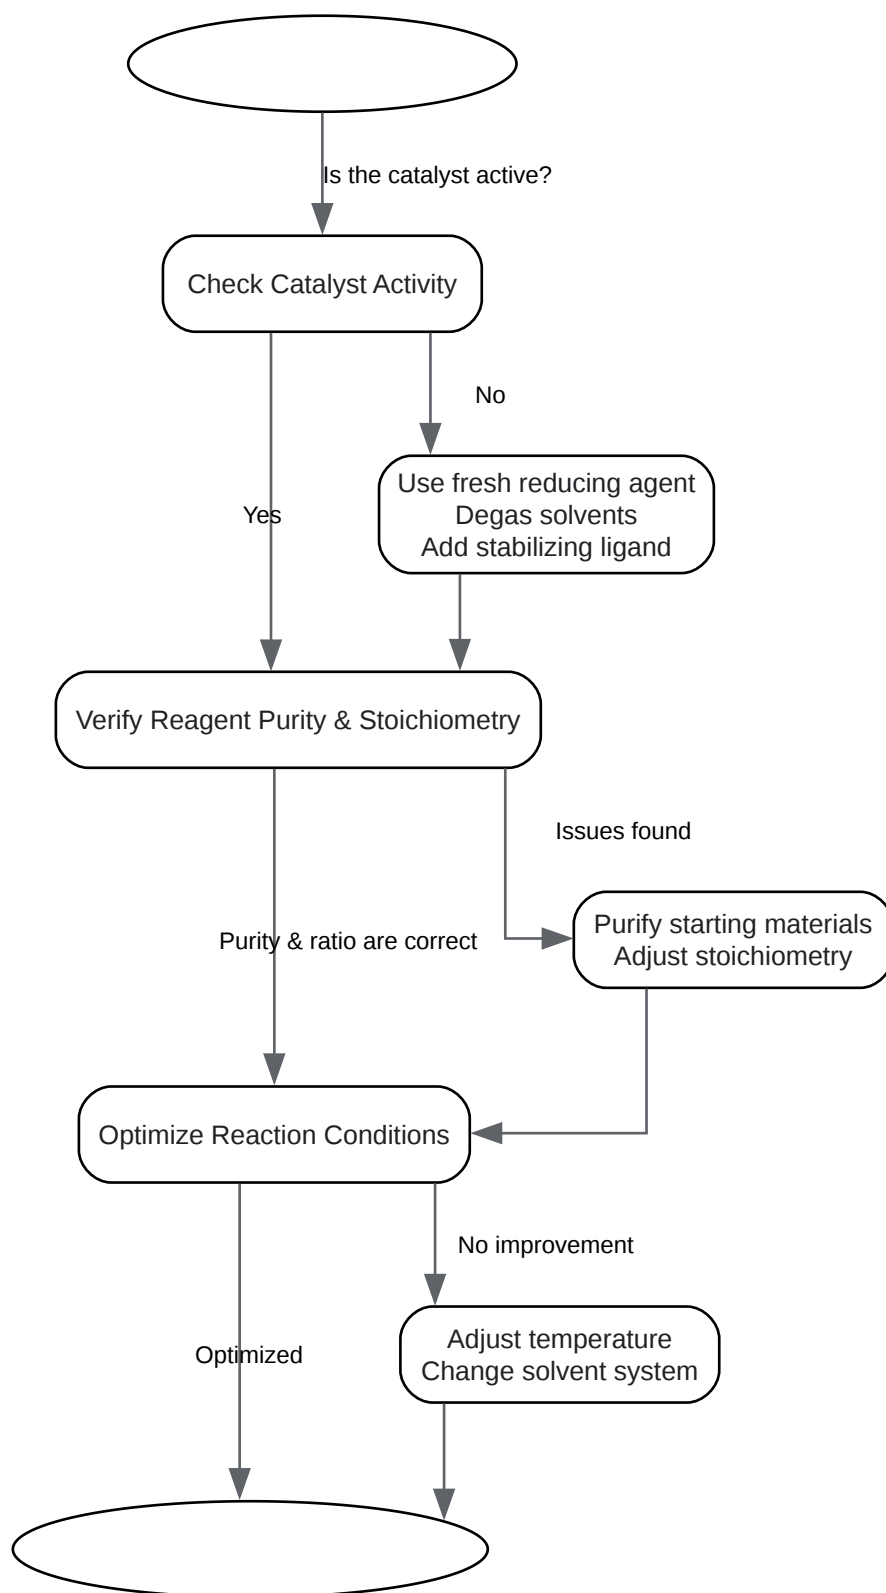 Is the catalyst active?
Check Catalyst Activity
No
Use fresh reducing agent
Degas solvents
Add stabilizing ligand
Yes
Verify Reagent Purity & Stoichiometry
Issues found
Purify starting materials
Adjust stoichiometry
Purity & ratio are correct
Optimize Reaction Conditions
No improvement
Adjust temperature
Change solvent system
Optimized